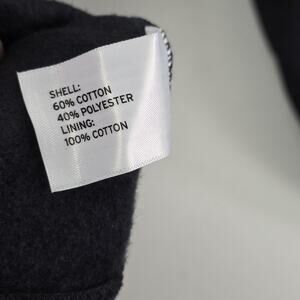 SHELL:
60% COTTON
40% POLYESTER
LINING:
100% COTTON